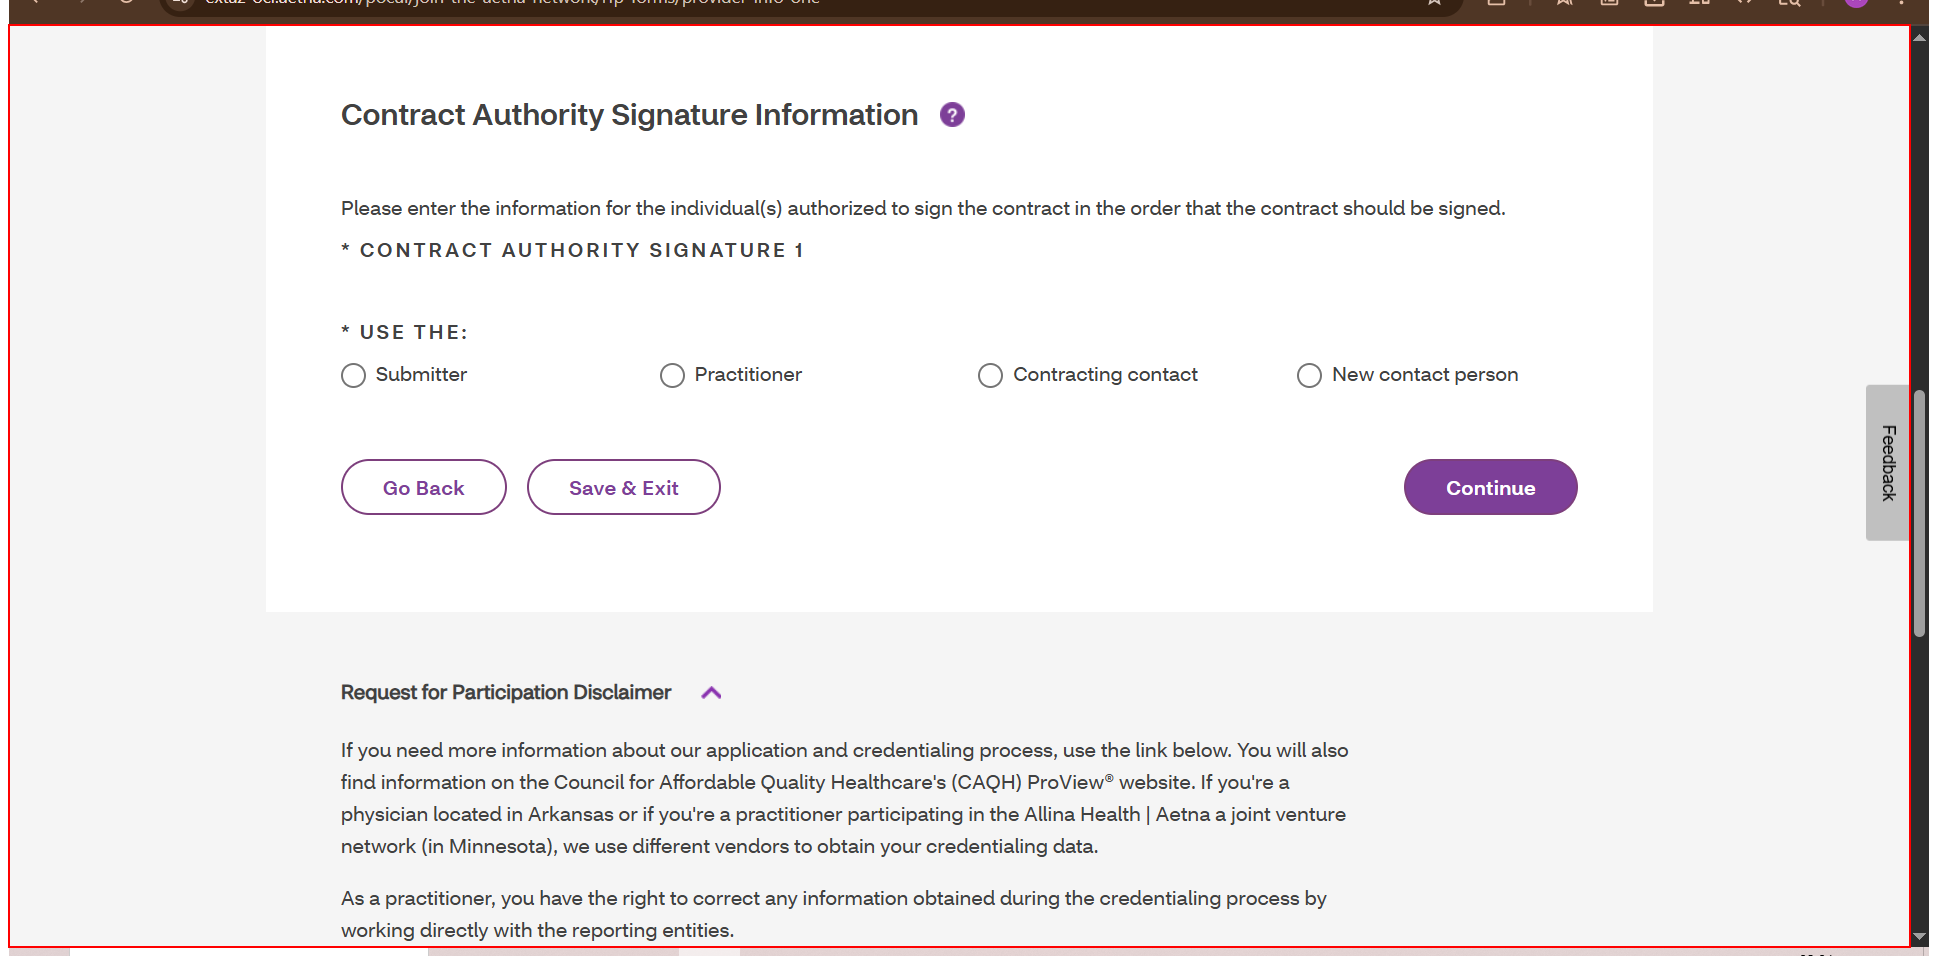 Contract Authority Signature Information ?
Please enter the information for the individual(s) authorized to sign the contract in the order that the contract should be signed.
* CONTRACT AUTHORITY SIGNATURE 1
* USE THE:
Submitter Practitioner Contracting contact New contact person
Go Back Save & Exit Continue
Feedback
Request for Participation Disclaimer
If you need more information about our application and credentialing process, use the link below. You will also
find information on the Council for Affordable Quality Healthcare's (CAQH) ProView® website. If you're a
physician located in Arkansas or if you're a practitioner participating in the Allina Health | Aetna a joint venture
network (in Minnesota), we use different vendors to obtain your credentialing data.
As a practitioner, you have the right to correct any information obtained during the credentialing process by
working directly with the reporting entities.